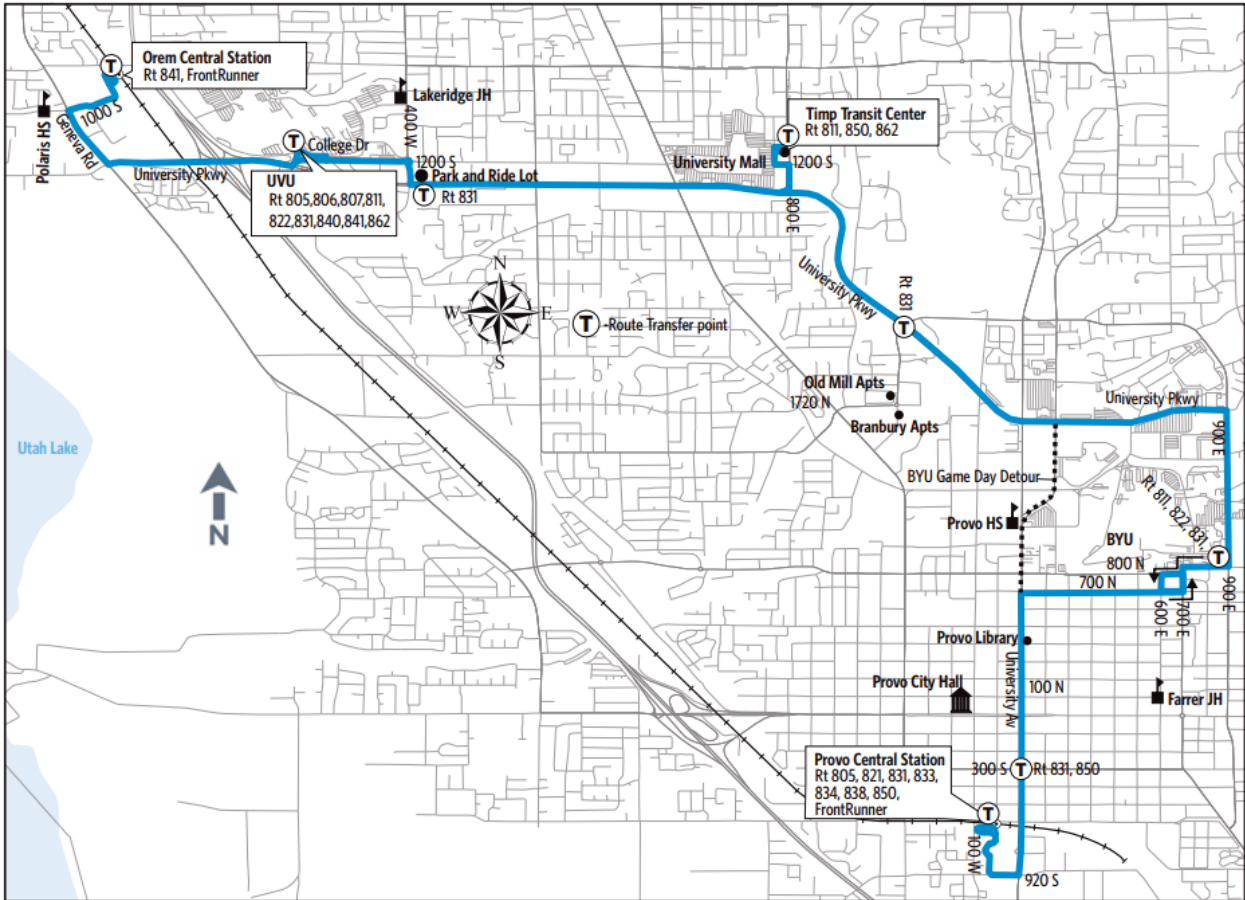 Orem Central Station
Rt 841, FrontRunner
Polaris HS
1000 S
Geneva Rd
Lakeridge JH
400 W
College Dr
University Pkwy
UVU
Rt 805,806,807,811,
822,831,840,841,862
1200 S
Park and Ride Lot
T
Rt 831
Timp Transit Center
Rt 811, 850, 862
University Mall
1200 S
800 E
T
T
T
University Pkwy
Rt 831
T
N
W
E
S
T
-Route Transfer point
Old Mill Apts
1720 N
Branbury Apts
University Pkwy
900 E
Utah Lake
N
BYU Game Day Detour
Provo HS
Rt 811, 822, 831,
T
BYU
800 N
700 N
600 E
700 E
900 E
Provo Library
University Av
Provo City Hall
100 N
Farrer JH
Provo Central Station
Rt 805, 821, 831, 833,
834, 838, 850,
FrontRunner
300 S
T
Rt 831, 850
T
100 W
920 S